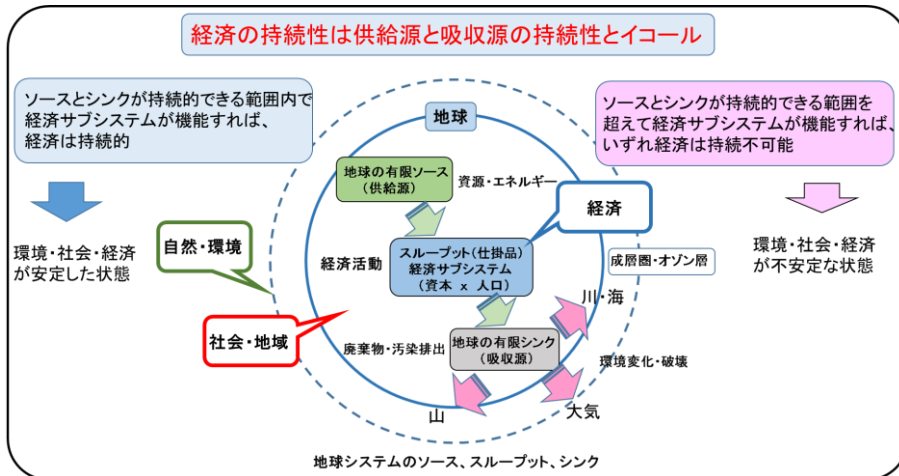 経済の持続性は供給源と吸収源の持続性とイコール
ソースとシンクが持続的できる範囲内で
経済サブシステムが機能すれば、
経済は持続的
環境・社会・経済
が安定した状態
ソースとシンクが持続的できる範囲を
超えて経済サブシステムが機能すれば、
いずれ経済は持続不可能
環境・社会・経済
が不安定な状態
地球
地球の有限ソース
（供給源）
資源・エネルギー
経済
自然・環境
経済活動
スループット（仕掛品）
経済サブシステム
（資本 x 人口）
成層圏・オゾン層
川・海
社会・地域
廃棄物・汚染排出
地球の有限シンク
（吸収源）
環境変化・破壊
山
大気
地球システムのソース、スループット、シンク